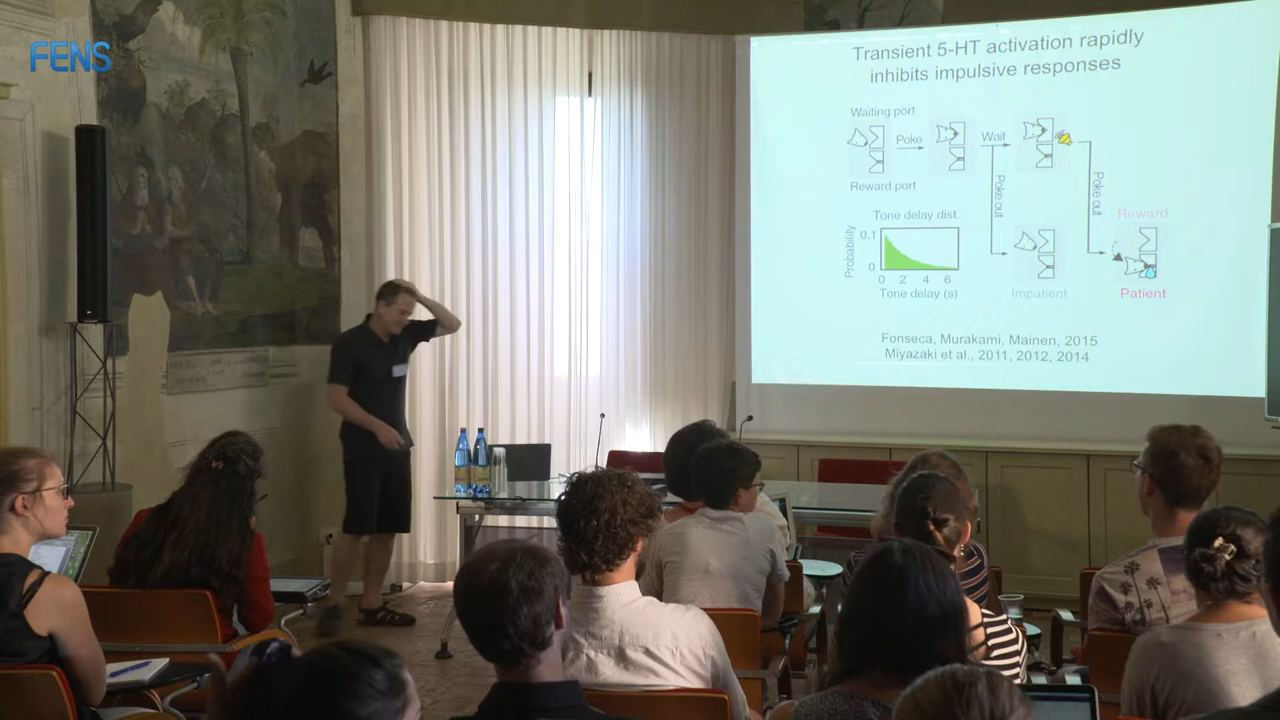 FENS
Transient 5-HT activation rapidly
inhibits impulsive responses
Waiting port
Poke
Wait
Reward port
Poke out
Poke out
Reward
Tone delay dist.
Probability
0.1
0
0 2 4 6
Tone delay (s)
Impatient
Patient
Fonseca, Murakami, Mainen, 2015
Miyazaki et al., 2011, 2012, 2014